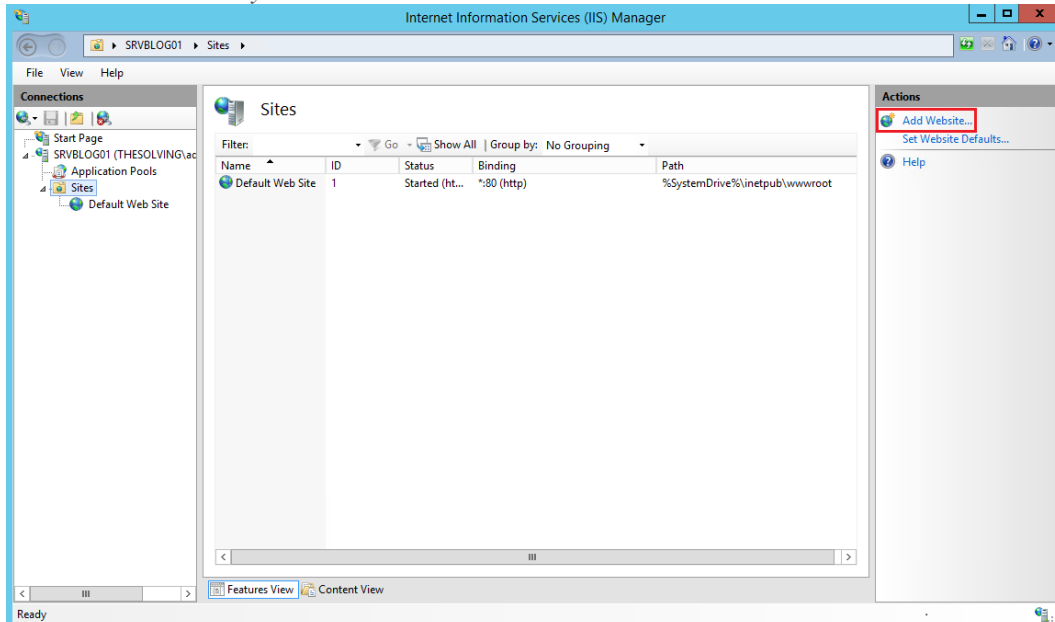 Internet Information Services (IIS) Manager
SRVBLOG01 Sites
File View Help
Connections
Start Page
SRVBLOG01 (THESOLVING\ac
Application Pools
Sites
Default Web Site
Sites
Filter: Go Show All Group by: No Grouping
Name ID Status Binding Path
Default Web Site 1 Started (ht... *:80 (http) %SystemDrive%\inetpub\wwwroot
Features View Content View
Actions
Add Website...
Set Website Defaults...
Help
Ready